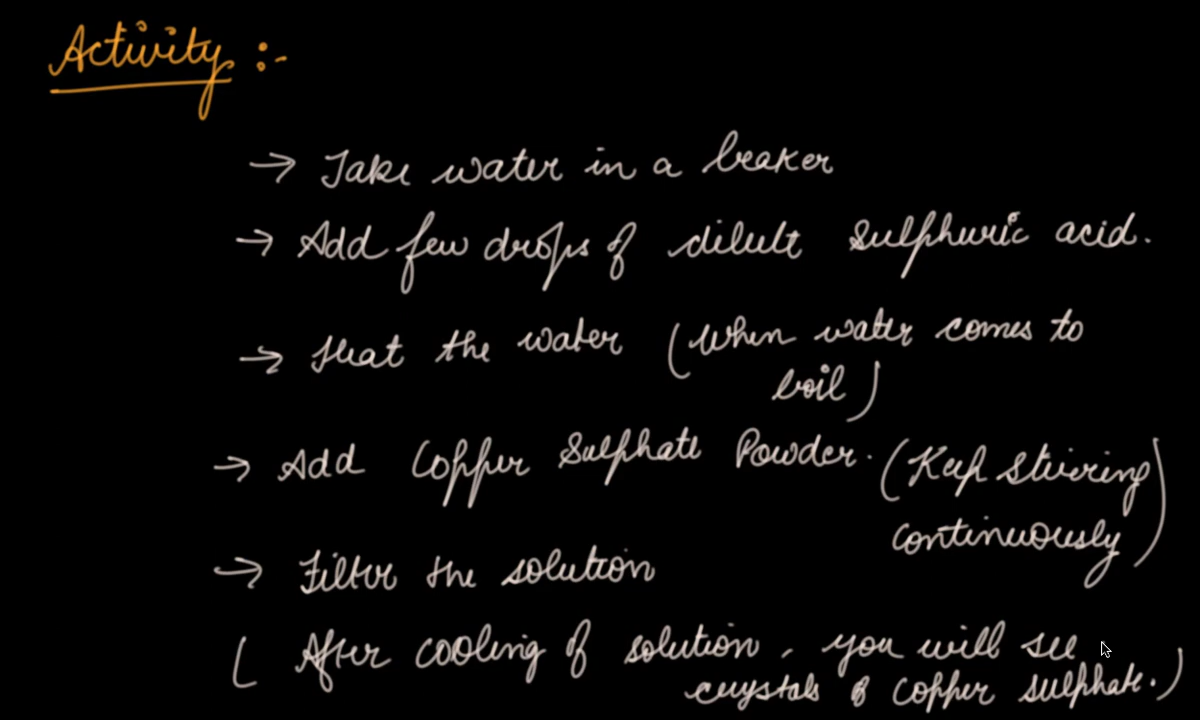 Activity :-
→ Take water in a beaker
→ Add few drops of dilute sulphuric acid.
→ Heat the water (When water comes to
boil)
→ Add Copper Sulphate Powder. (Keep stirring
continuously)
→ Filter the solution
( After cooling of solution, you will see
crystals of copper sulphate.)